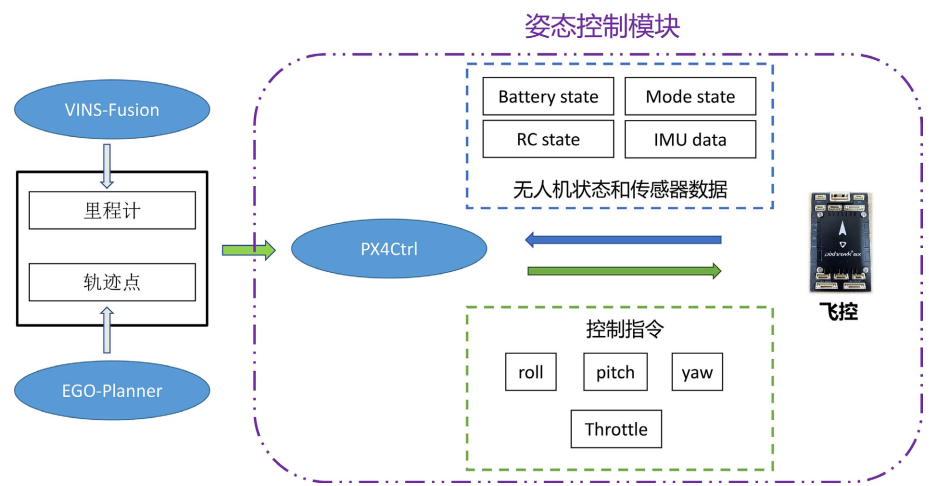 姿态控制模块
VINS-Fusion
里程计
轨迹点
EGO-Planner
PX4Ctrl
Battery state
Mode state
RC state
IMU data
无人机状态和传感器数据
控制指令
roll
pitch
yaw
Throttle
pixhawk 6x
飞控